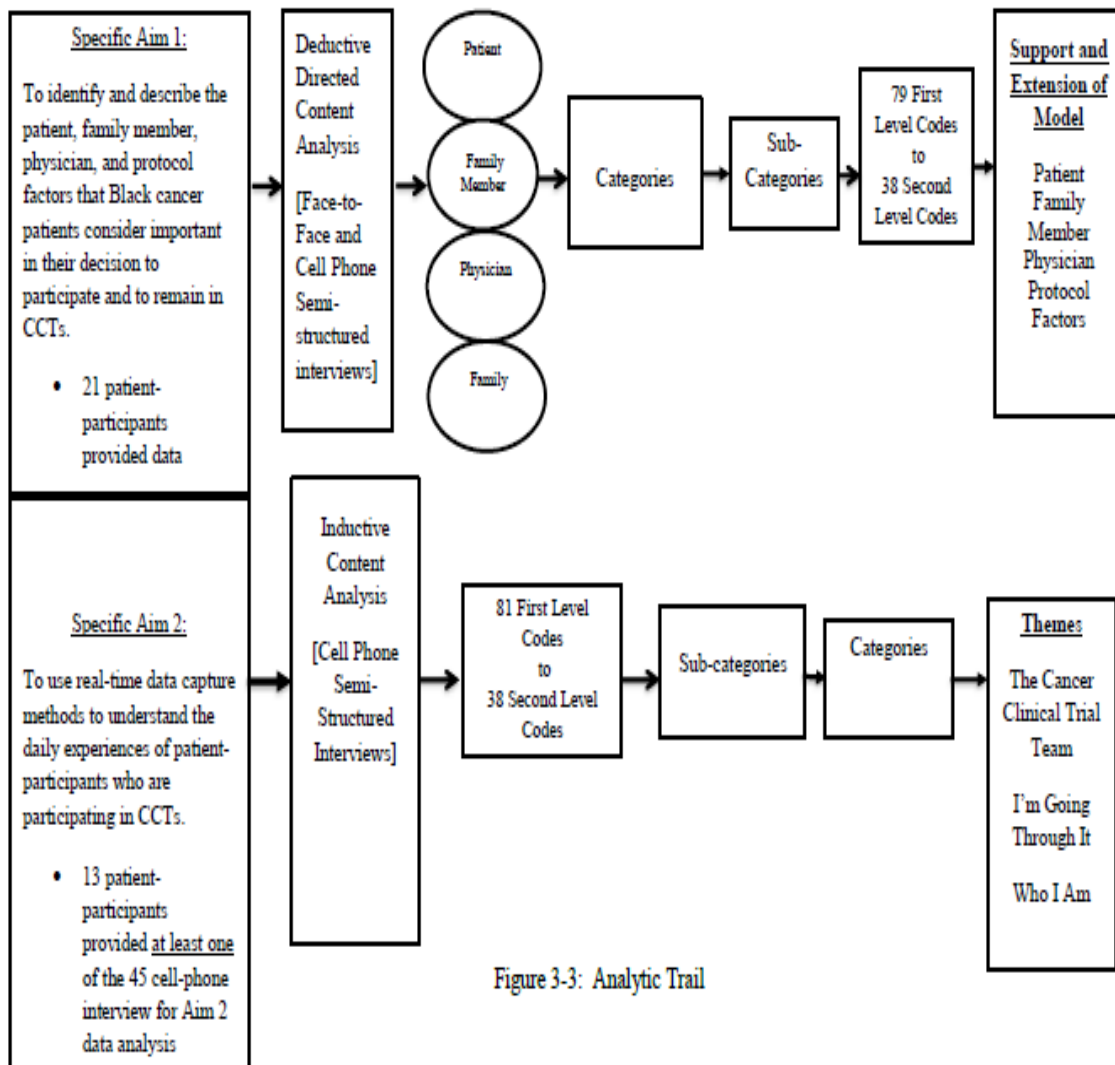 Specific Aim 1:
To identify and describe the
patient, family member,
physician, and protocol
factors that Black cancer
patients consider important
in their decision to
participate and to remain in
CCTs.
• 21 patient-
participants
provided data
Deductive
Directed
Content
Analysis
[Face-to-
Face and
Cell Phone
Semi-
structured
interviews]
Patient
Family
Member
Physician
Family
Categories
Sub-
Categories
79 First
Level Codes
to
38 Second
Level Codes
Support and
Extension of
Model
Patient
Family
Member
Physician
Protocol
Factors
Specific Aim 2:
To use real-time data capture
methods to understand the
daily experiences of patient-
participants who are
participating in CCTs.
• 13 patient-
participants
provided at least one
of the 45 cell-phone
interview for Aim 2
data analysis
Inductive
Content
Analysis
[Cell Phone
Semi-
Structured
Interviews]
81 First Level
Codes
to
38 Second Level
Codes
Sub-categories
Categories
Themes
The Cancer
Clinical Trial
Team
I'm Going
Through It
Who I Am
Figure 3-3: Analytic Trail